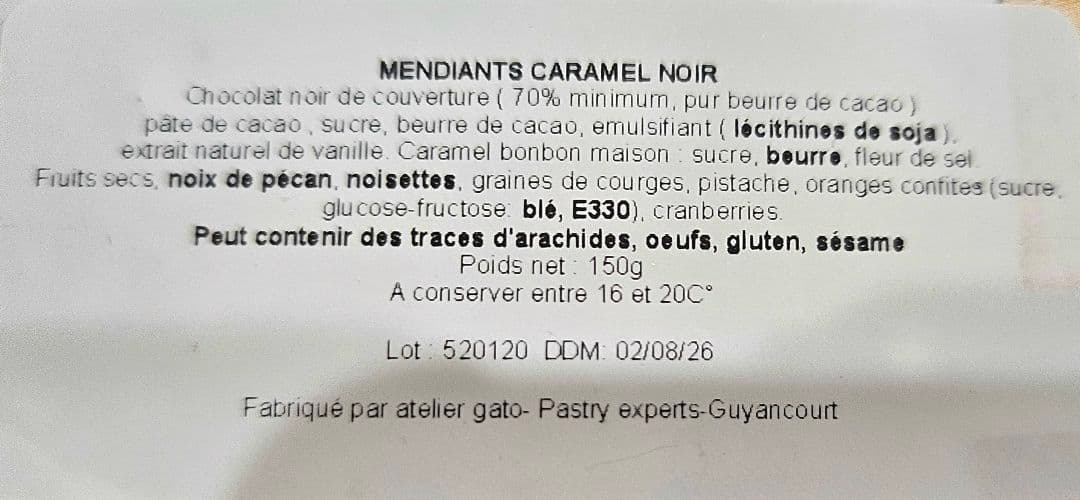 MENDIANTS CARAMEL NOIR
Chocolat noir de couverture ( 70% minimum, pur beurre de cacao )
pâte de cacao , sucre, beurre de cacao, emulsifiant ( lécithines de soja ),
extrait naturel de vanille. Caramel bonbon maison : sucre, beurre, fleur de sel.
Fruits secs, noix de pécan, noisettes, graines de courges, pistache, oranges confites (sucre,
glucose-fructose: blé, E330), cranberries.
Peut contenir des traces d'arachides, oeufs, gluten, sésame
Poids net : 150g
A conserver entre 16 et 20C°
Lot : 520120 DDM: 02/08/26
Fabriqué par atelier gato- Pastry experts-Guyancourt